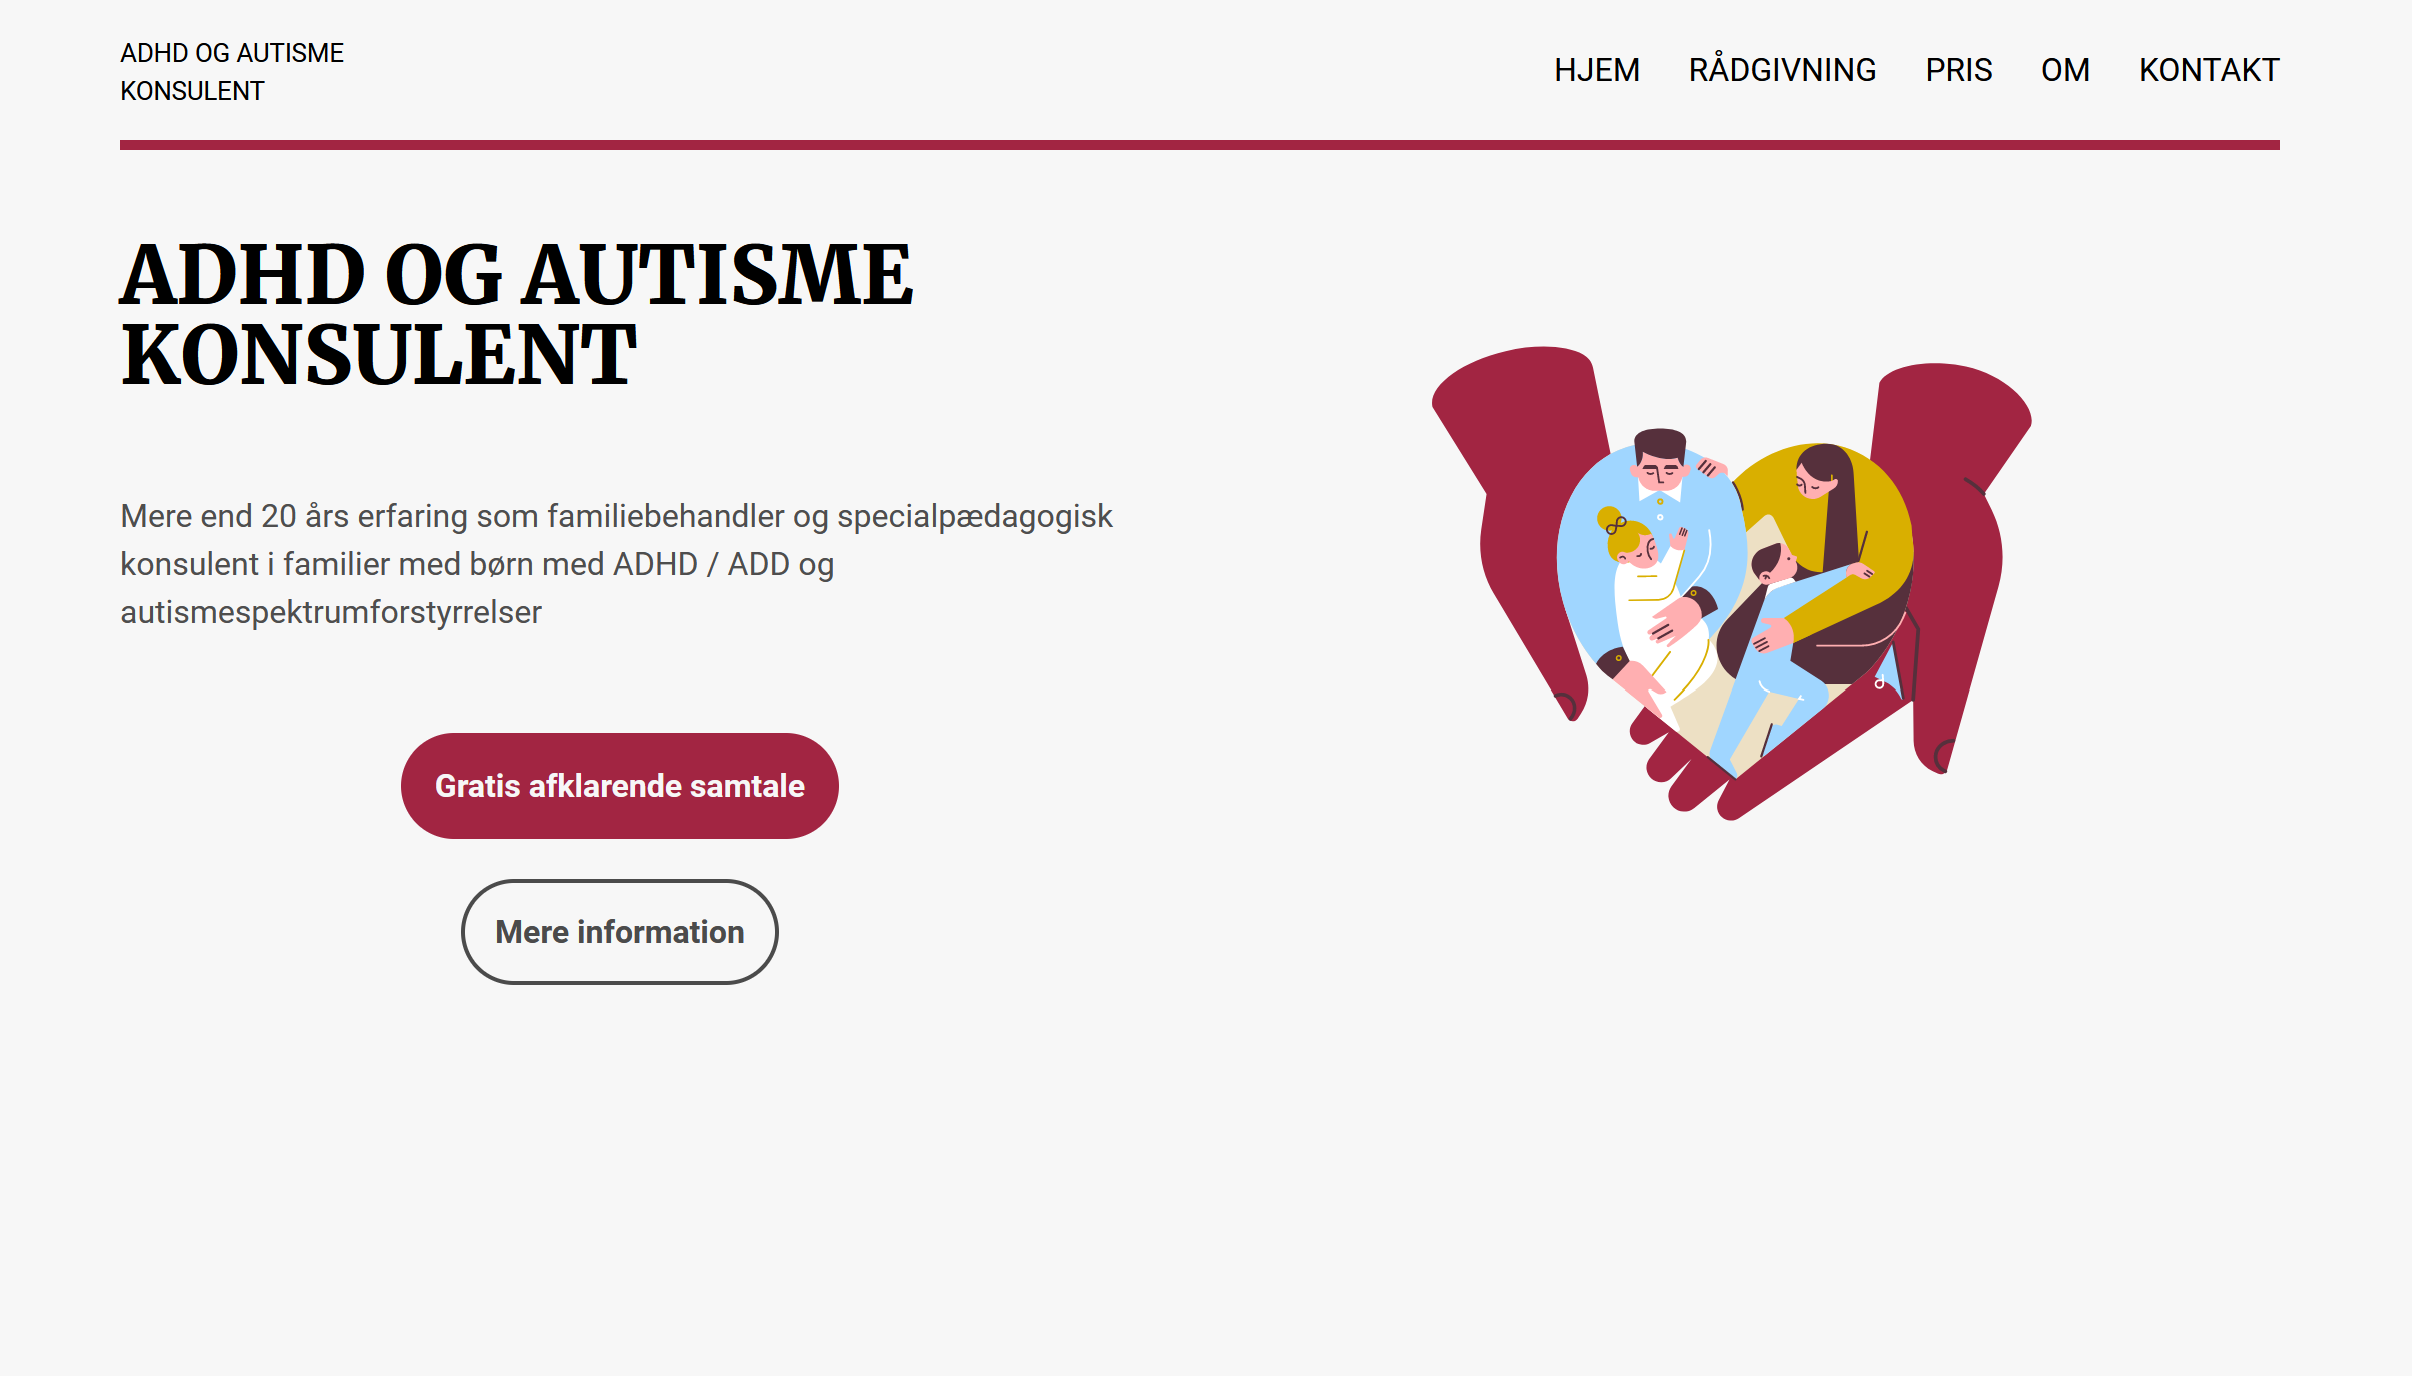 ADHD OG AUTISME
KONSULENT
HJEM RÅDGIVNING PRIS OM KONTAKT
ADHD OG AUTISME
KONSULENT
Mere end 20 års erfaring som familiebehandler og specialpædagogisk
konsulent i familier med børn med ADHD / ADD og
autismespektrumforstyrrelser
Gratis afklarende samtale
Mere information